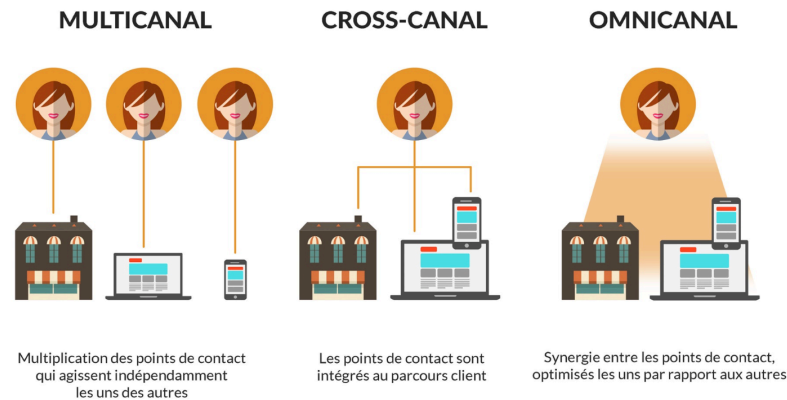 MULTICANAL
CROSS-CANAL
OMNICANAL
Multiplication des points de contact
qui agissent indépendamment
les uns des autres
Les points de contact sont
intégrés au parcours client
Synergie entre les points de contact,
optimisés les uns par rapport aux autres